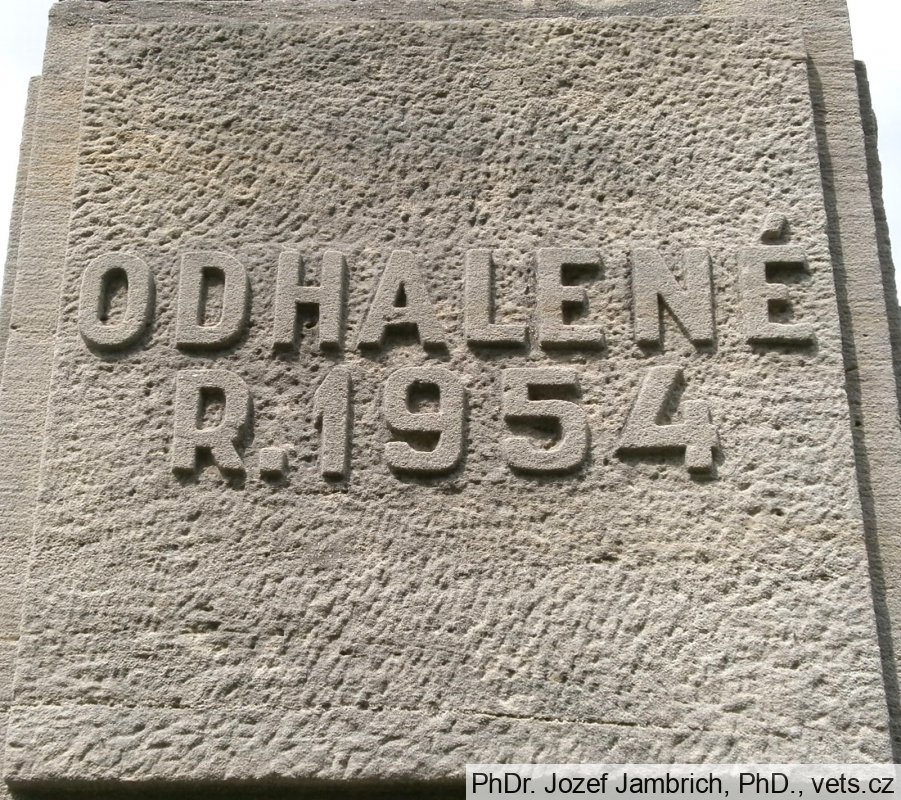 ODHALENÉ
R. 1954
PhDr. Jozef Jambrich, PhD., vets.cz